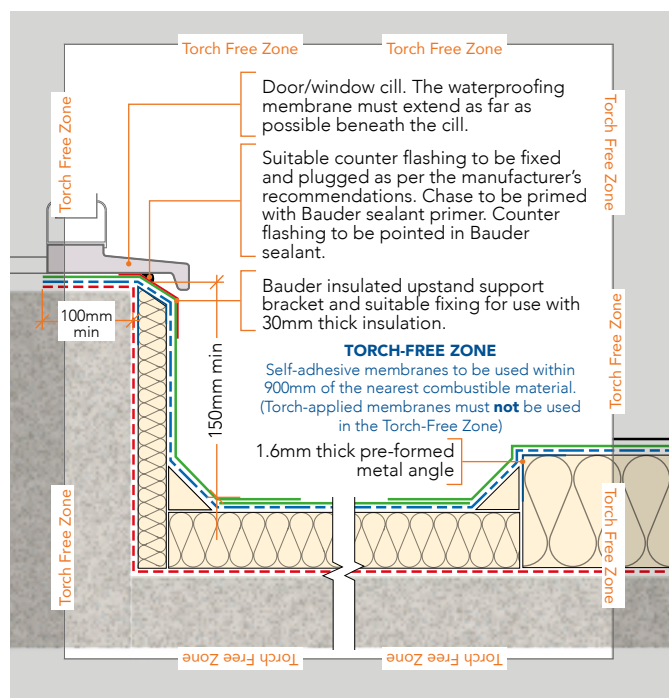 Torch Free Zone
Torch Free Zone
Torch Free Zone
Torch Free Zone
Door/window cill. The waterproofing
membrane must extend as far as
possible beneath the cill.
Suitable counter flashing to be fixed
and plugged as per the manufacturer's
recommendations. Chase to be primed
with Bauder sealant primer. Counter
flashing to be pointed in Bauder
sealant.
Bauder insulated upstand support
bracket and suitable fixing for use with
30mm thick insulation.
100mm
min
150mm min
Torch Free Zone
TORCH-FREE ZONE
Self-adhesive membranes to be used within
900mm of the nearest combustible material.
(Torch-applied membranes must not be used
in the Torch-Free Zone)
1.6mm thick pre-formed
metal angle
Torch Free Zone
Torch Free Zone
Torch Free Zone
Torch Free Zone